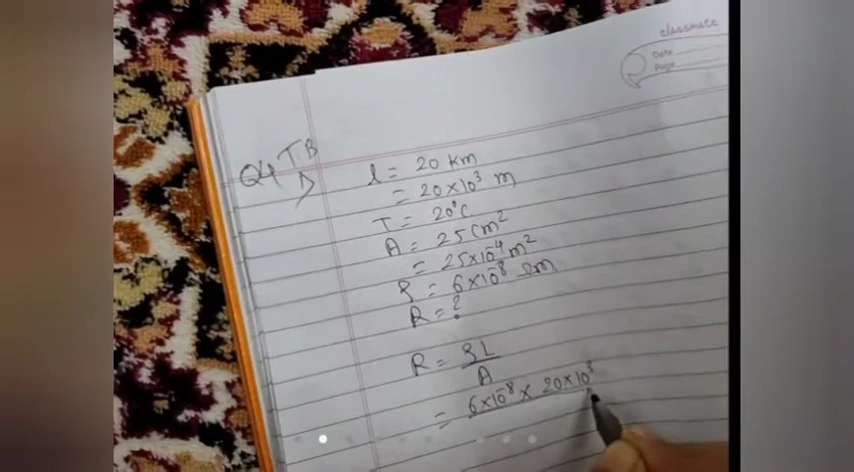 classmate
Date
Page
Q4 TB
l = 20 km
= 20×10³ m
T = 20°C
A = 25 cm²
= 25×10⁻⁴ m²
ρ = 6×10⁻⁸ Ωm
R = ?
R = ρL
A
= 6×10⁻⁸ × 20×10³